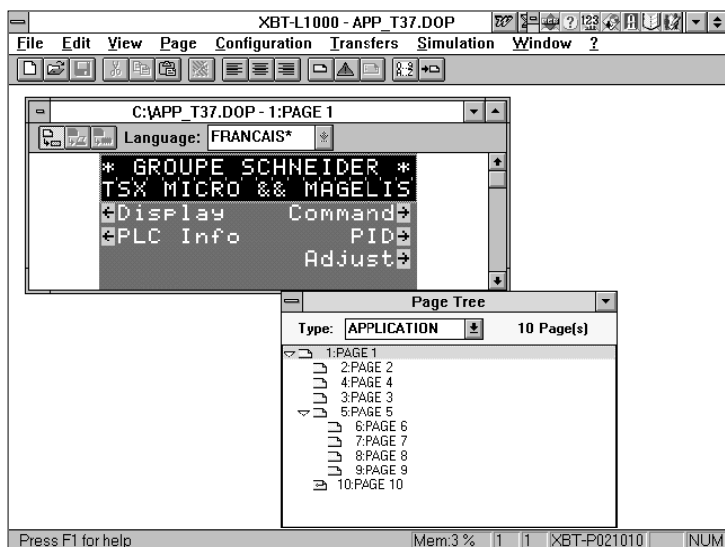 XBT-L1000 - APP_T37.DOP
File Edit View Page Configuration Transfers Simulation Window ?
C:\APP_T37.DOP - 1:PAGE 1
Language: FRANCAIS*
* GROUPE SCHNEIDER *
TSX MICRO && MAGELIS
Display Command
PLC Info PID
Adjust
Page Tree
Type: APPLICATION 10 Page(s)
1:PAGE 1
2:PAGE 2
4:PAGE 4
3:PAGE 3
5:PAGE 5
6:PAGE 6
7:PAGE 7
8:PAGE 8
9:PAGE 9
10:PAGE 10
Press F1 for help Mem:3 % 1 1 XBT-P021010 NUM